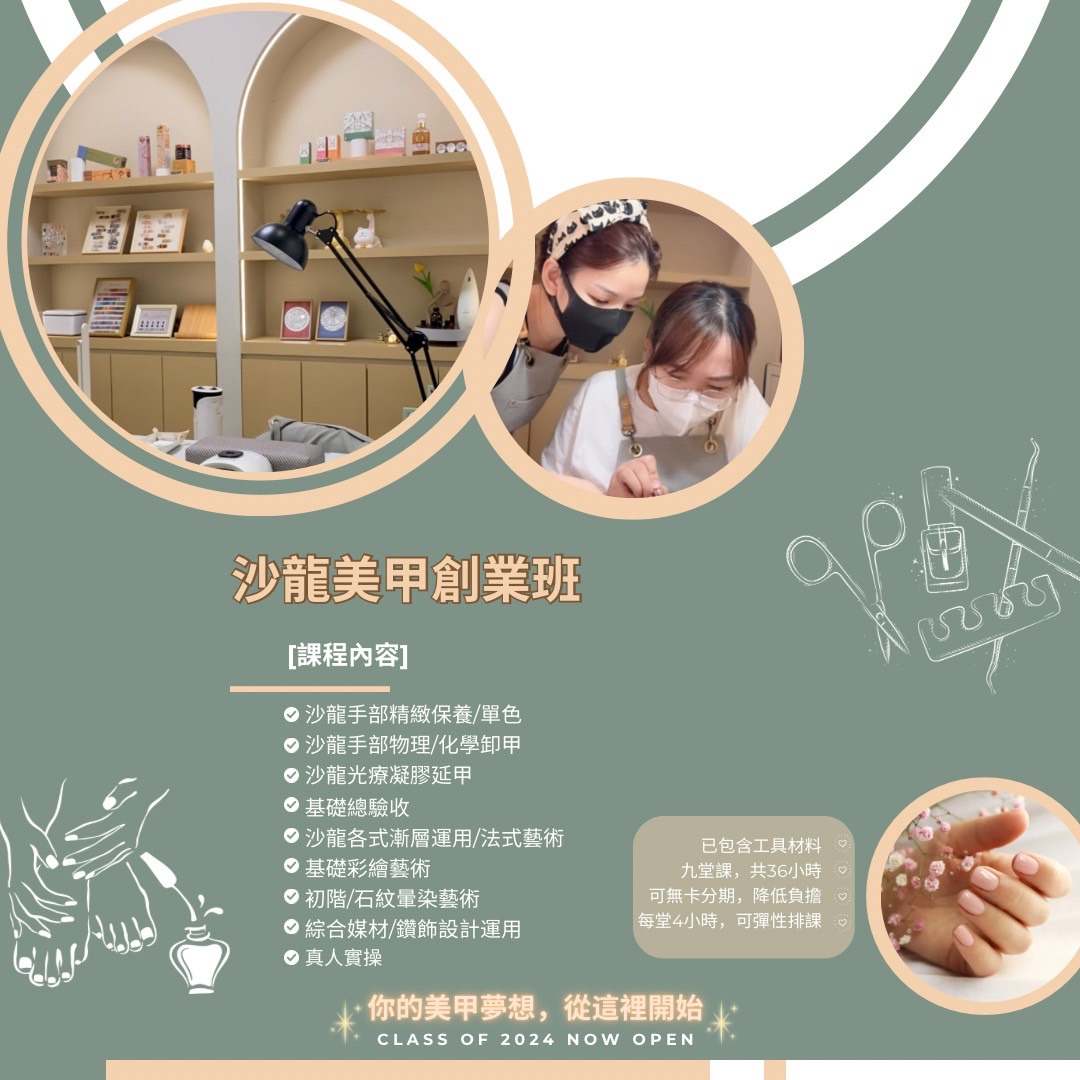 沙龍美甲創業班
[課程內容]
沙龍手部精緻保養/單色
沙龍手部物理/化學卸甲
沙龍光療凝膠延甲
基礎總驗收
沙龍各式漸層運用/法式藝術
基礎彩繪藝術
初階/石紋暈染藝術
綜合媒材/鑽飾設計運用
真人實操
已包含工具材料
九堂課，共36小時
可無卡分期，降低負擔
每堂4小時，可彈性排課
你的美甲夢想，從這裡開始
CLASS OF 2024 NOW OPEN